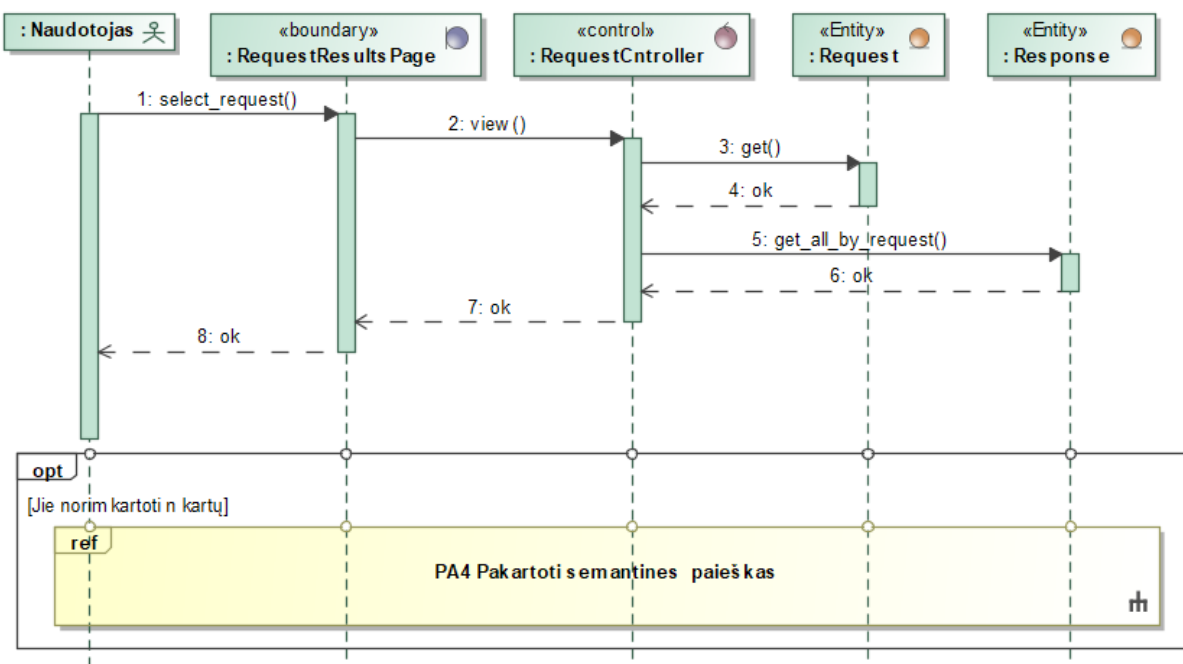 : Naudotojas
«boundary»
: RequestResultsPage
«control»
: RequestCntroller
«Entity»
: Request
«Entity»
: Response
1: select_request()
2: view()
3: get()
4: ok
5: get_all_by_request()
6: ok
7: ok
8: ok
opt
[Jie norim kartoti n kartų]
ref
PA4 Pakartoti semantines paieškas